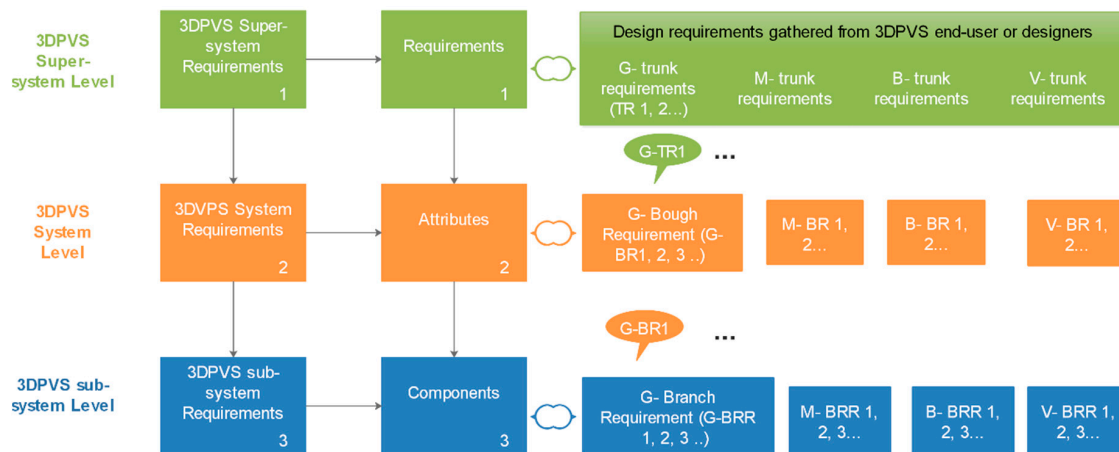 3DPVS
Super-
system Level
3DPVS Super-
system
Requirements
1
Requirements
1
Design requirements gathered from 3DPVS end-user or designers
G- trunk
requirements
(TR 1, 2...)
M- trunk
requirements
B- trunk
requirements
V- trunk
requirements
G-TR1
...
3DPVS
System
Level
3DVPS System
Requirements
2
Attributes
2
G- Bough
Requirement (G-
BR1, 2, 3 ..)
M- BR 1,
2...
B- BR 1,
2...
V- BR 1,
2...
G-BR1
...
3DPVS sub-
system Level
3DPVS sub-
system
Requirements
3
Components
3
G- Branch
Requirement (G-BRR
1, 2, 3 ..)
M- BRR 1,
2, 3...
B- BRR 1,
2, 3...
V- BRR 1,
2, 3...